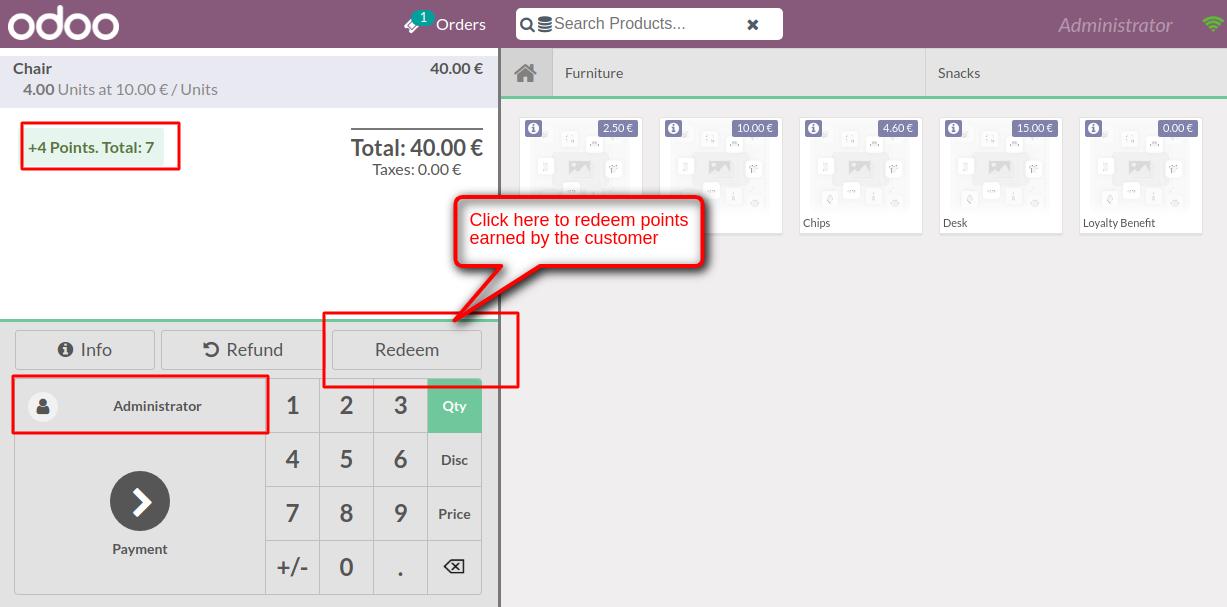 odoo
1
Orders
Search Products...
Administrator
Chair 40.00 €
4.00 Units at 10.00 € / Units
+4 Points. Total: 7
Total: 40.00 €
Taxes: 0.00 €
Furniture
Snacks
2.50 €
10.00 €
4.60 €
15.00 €
0.00 €
Chips
Desk
Loyalty Benefit
Click here to redeem points
earned by the customer
Info
Refund
Redeem
Administrator
1 2 3 Qty
4 5 6 Disc
7 8 9 Price
+/- 0 .
Payment